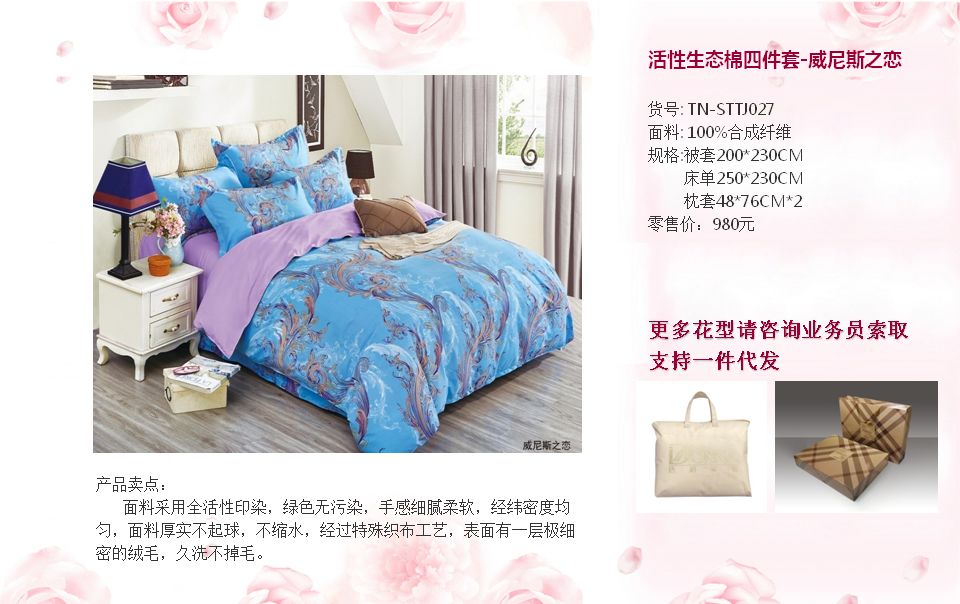 活性生态棉四件套-威尼斯之恋
货号: TN-STTJ027
面料: 100%合成纤维
规格:被套200*230CM
床单250*230CM
枕套48*76CM*2
零售价：980元
更多花型请咨询业务员索取
支持一件代发
威尼斯之恋
产品卖点：
面料采用全活性印染，绿色无污染，手感细腻柔软，经纬密度均
匀，面料厚实不起球，不缩水，经过特殊织布工艺，表面有一层极细
密的绒毛，久洗不掉毛。